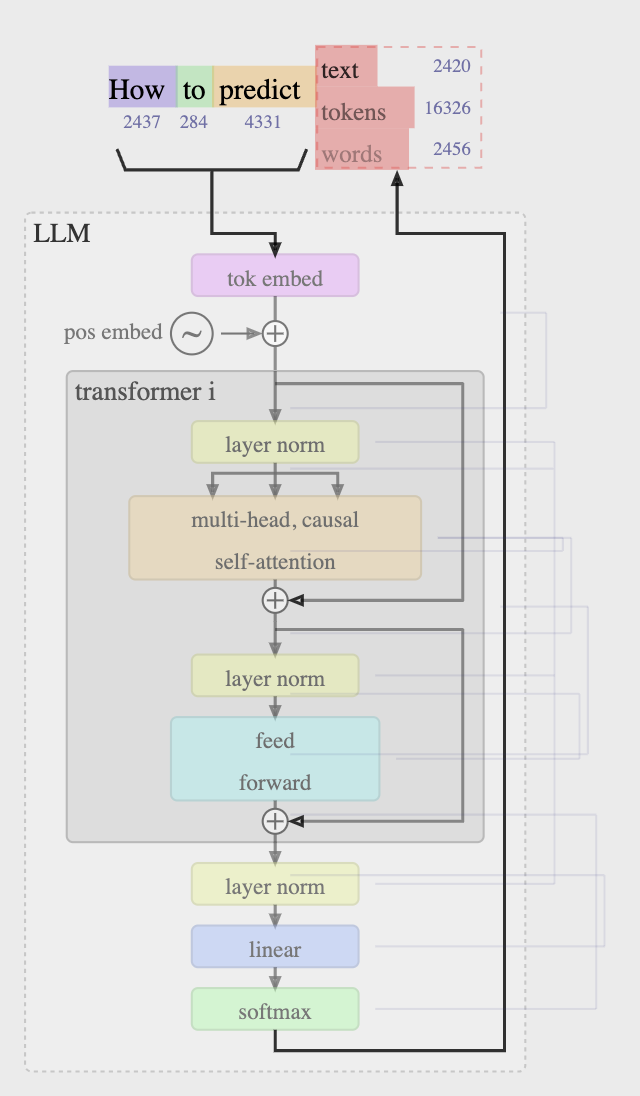 How to predict text 2420
2437 284 4331 tokens 16326
words 2456
LLM
tok embed
pos embed ~
transformer i
layer norm
multi-head, causal
self-attention
layer norm
feed
forward
layer norm
linear
softmax